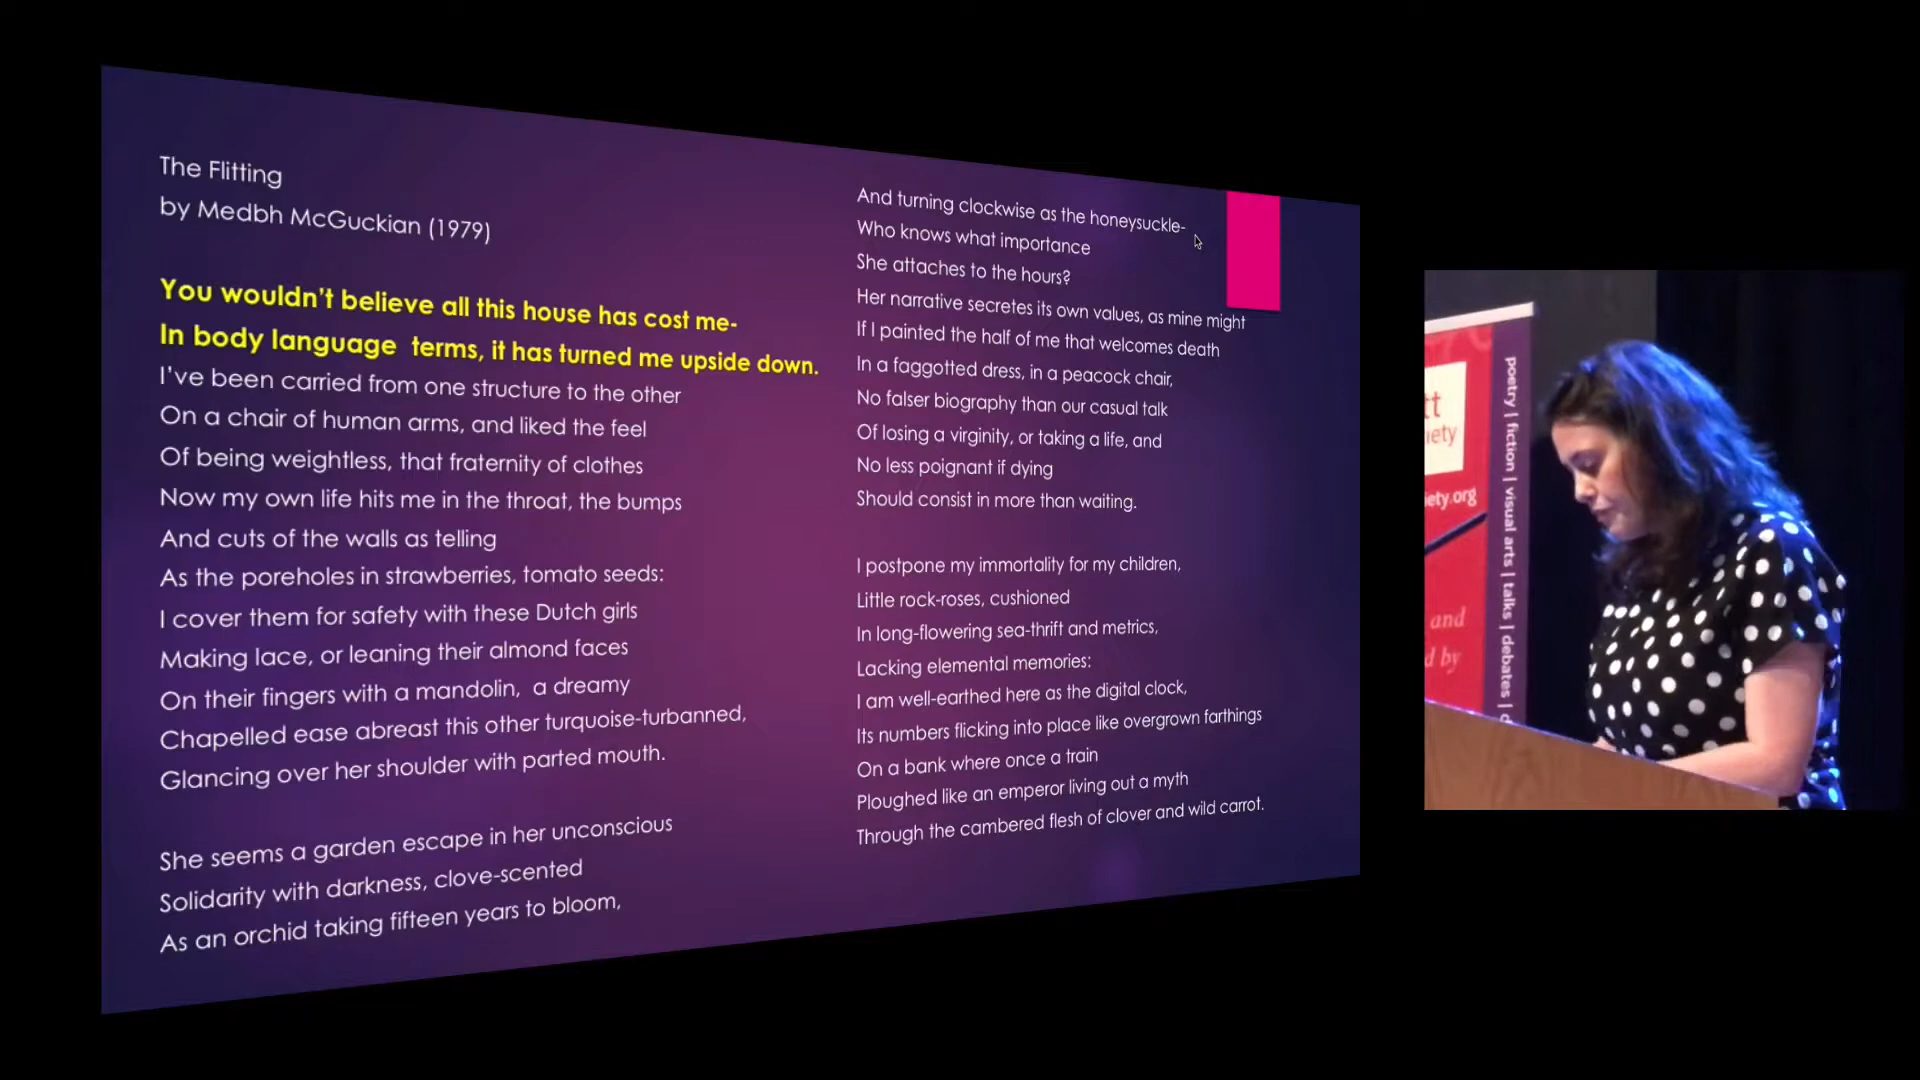 The Flitting
by Medbh McGuckian (1979)
You wouldn't believe all this house has cost me-
In body language terms, it has turned me upside down.
I've been carried from one structure to the other
On a chair of human arms, and liked the feel
Of being weightless, that fraternity of clothes
Now my own life hits me in the throat, the bumps
And cuts of the walls as telling
As the poreholes in strawberries, tomato seeds:
I cover them for safety with these Dutch girls
Making lace, or leaning their almond faces
On their fingers with a mandolin, a dreamy
Chapelled ease abreast this other turquoise-turbanned,
Glancing over her shoulder with parted mouth.
She seems a garden escape in her unconscious
Solidarity with darkness, clove-scented
As an orchid taking fifteen years to bloom,
And turning clockwise as the honeysuckle-
Who knows what importance
She attaches to the hours?
Her narrative secretes its own values, as mine might
If I painted the half of me that welcomes death
In a faggotted dress, in a peacock chair,
No falser biography than our casual talk
Of losing a virginity, or taking a life, and
No less poignant if dying
Should consist in more than waiting.
I postpone my immortality for my children,
Little rock-roses, cushioned
In long-flowering sea-thrift and metrics,
Lacking elemental memories:
I am well-earthed here as the digital clock,
Its numbers flicking into place like overgrown farthings
On a bank where once a train
Ploughed like an emperor living out a myth
Through the cambered flesh of clover and wild carrot.
tt
iety
iety.org
and
d by
poetry | fiction | visual arts | talks | debates | d